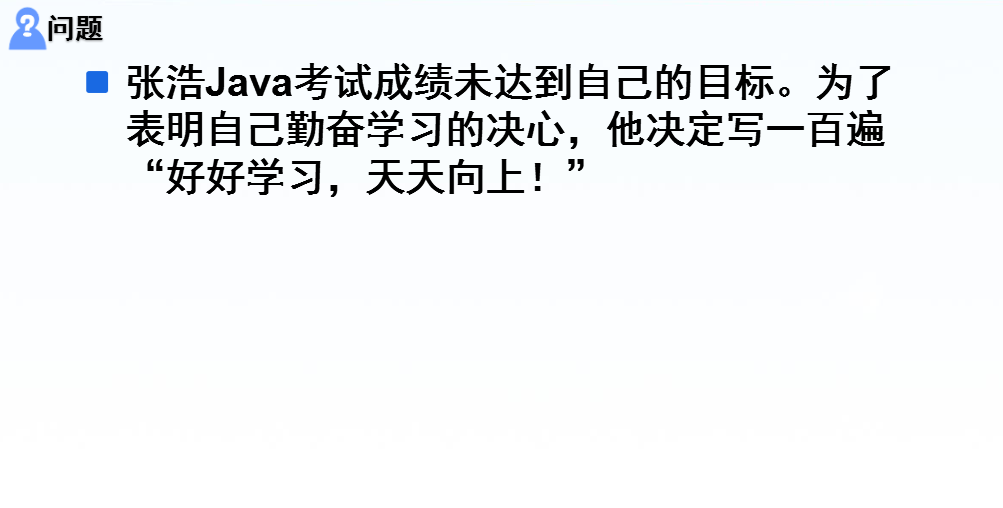 问题
张浩Java考试成绩未达到自己的目标。为了
表明自己勤奋学习的决心，他决定写一百遍
“好好学习，天天向上！”